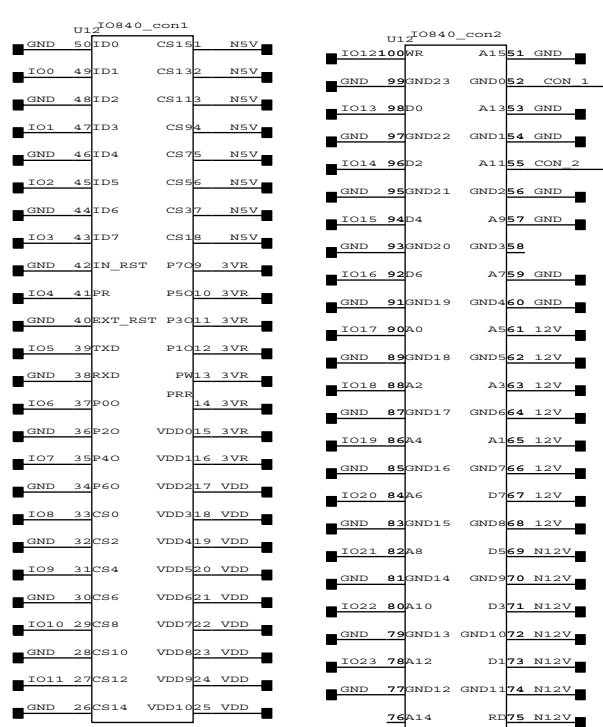 U12 IO840_con1
GND 50 ID0 CS15 1 N5V
IO0 49 ID1 CS13 2 N5V
GND 48 ID2 CS11 3 N5V
IO1 47 ID3 CS9 4 N5V
GND 46 ID4 CS7 5 N5V
IO2 45 ID5 CS5 6 N5V
GND 44 ID6 CS3 7 N5V
IO3 43 ID7 CS1 8 N5V
GND 42 IN_RST P7O 9 3VR
IO4 41 PR P5O 10 3VR
GND 40 EXT_RST P3O 11 3VR
IO5 39 TXD P1O 12 3VR
GND 38 RXD PW 13 3VR
IO6 37 P0O PRR 14 3VR
GND 36 P2O VDD0 15 3VR
IO7 35 P4O VDD1 16 3VR
GND 34 P6O VDD2 17 VDD
IO8 33 CS0 VDD3 18 VDD
GND 32 CS2 VDD4 19 VDD
IO9 31 CS4 VDD5 20 VDD
GND 30 CS6 VDD6 21 VDD
IO10 29 CS8 VDD7 22 VDD
GND 28 CS10 VDD8 23 VDD
IO11 27 CS12 VDD9 24 VDD
GND 26 CS14 VDD10 25 VDD
U12 IO840_con2
IO12 100 WR A15 51 GND
GND 99 GND23 GND0 52 CON_1
IO13 98 D0 A13 53 GND
GND 97 GND22 GND1 54 GND
IO14 96 D2 A11 55 CON_2
GND 95 GND21 GND2 56 GND
IO15 94 D4 A9 57 GND
GND 93 GND20 GND3 58
IO16 92 D6 A7 59 GND
GND 91 GND19 GND4 60 GND
IO17 90 A0 A5 61 12V
GND 89 GND18 GND5 62 12V
IO18 88 A2 A3 63 12V
GND 87 GND17 GND6 64 12V
IO19 86 A4 A1 65 12V
GND 85 GND16 GND7 66 12V
IO20 84 A6 D7 67 12V
GND 83 GND15 GND8 68 12V
IO21 82 A8 D5 69 N12V
GND 81 GND14 GND9 70 N12V
IO22 80 A10 D3 71 N12V
GND 79 GND13 GND10 72 N12V
IO23 78 A12 D1 73 N12V
GND 77 GND12 GND11 74 N12V
76 A14 RD 75 N12V